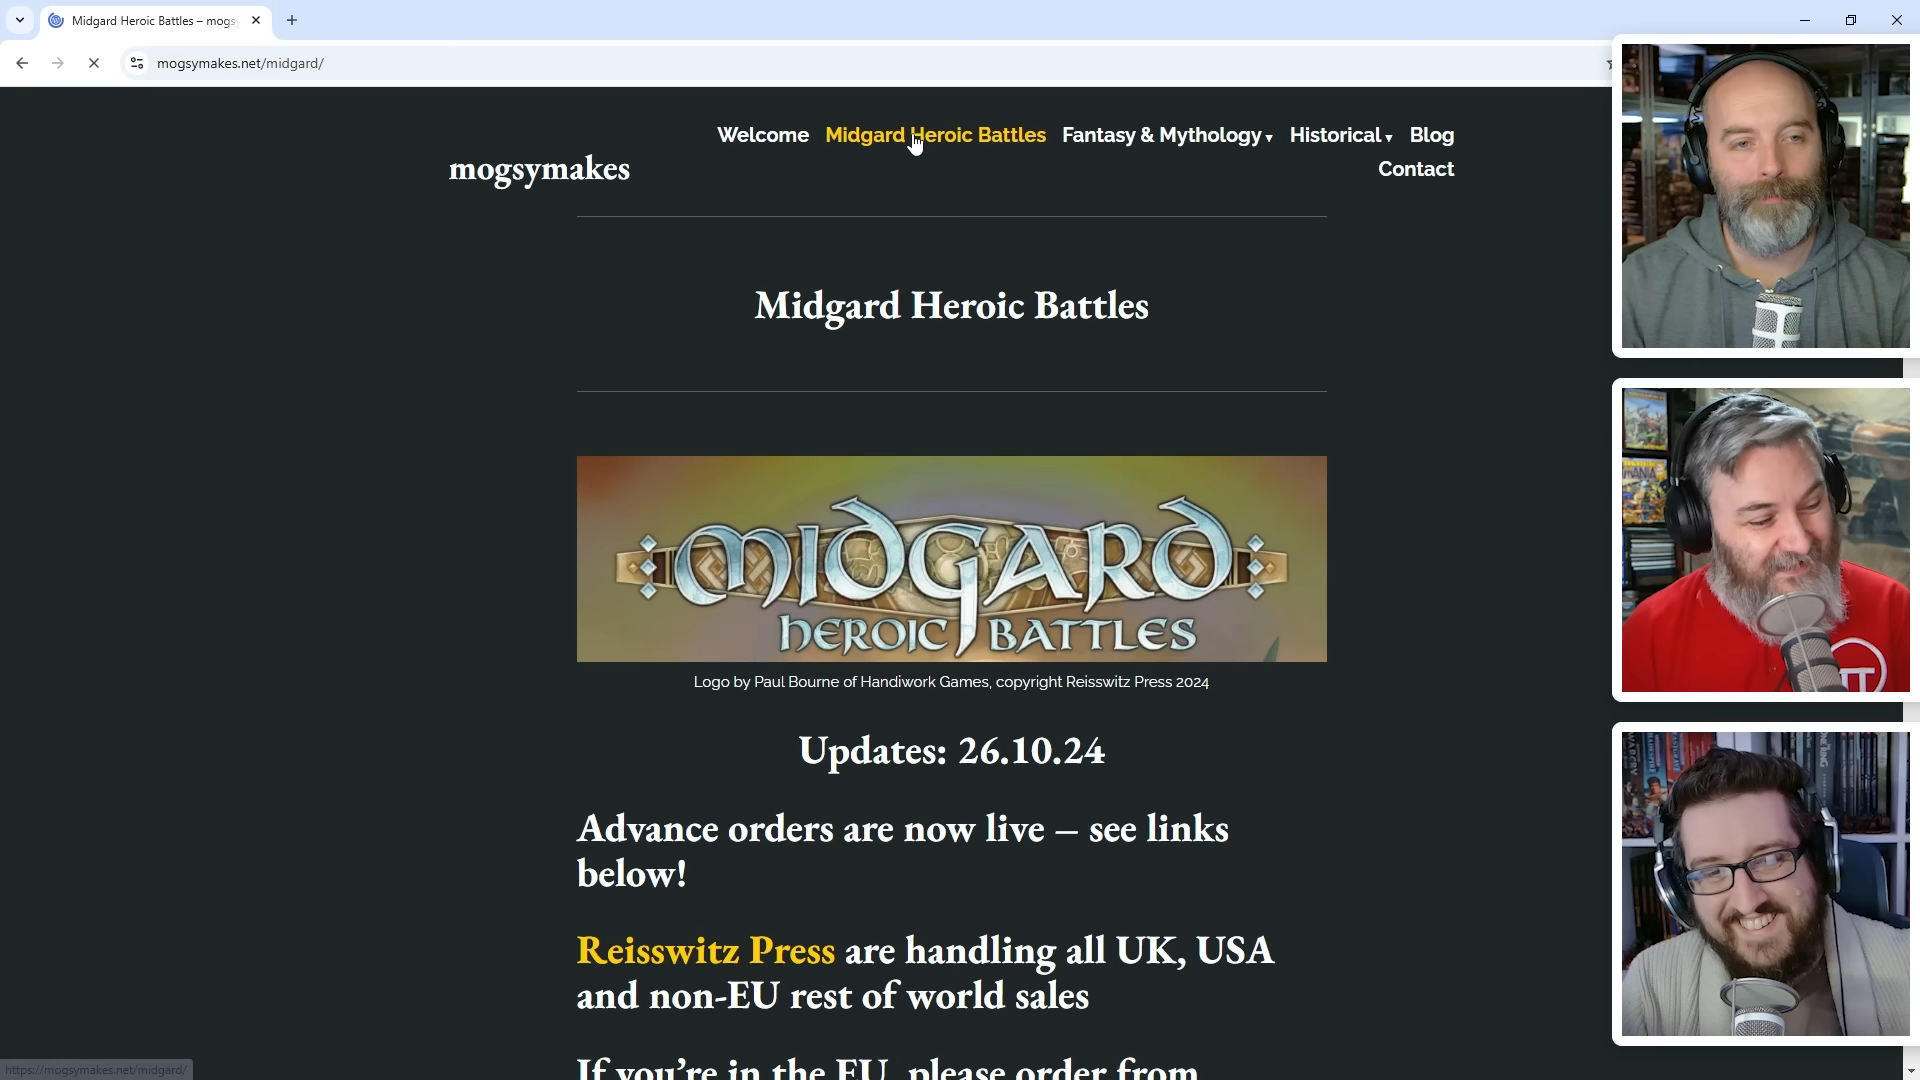 Midgard Heroic Battles – mogs
mogsymakes.net/midgard/
Welcome Midgard Heroic Battles Fantasy & Mythology Historical Blog
mogsymakes
Contact
Midgard Heroic Battles
MIDGARD
HEROIC BATTLES
Logo by Paul Bourne of Handiwork Games, copyright Reisswitz Press 2024
Updates: 26.10.24
Advance orders are now live – see links
below!
Reisswitz Press are handling all UK, USA
and non-EU rest of world sales
If you’re in the EU, please order from
https://mogsymakes.net/midgard/